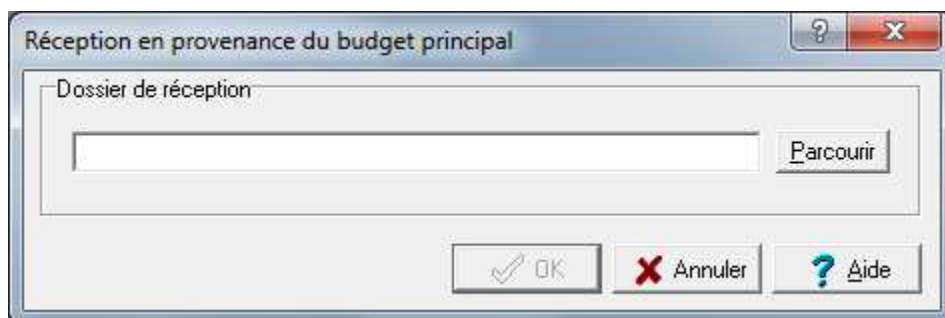 Réception en provenance du budget principal
Dossier de réception
Parcourir
OK Annuler ? Aide